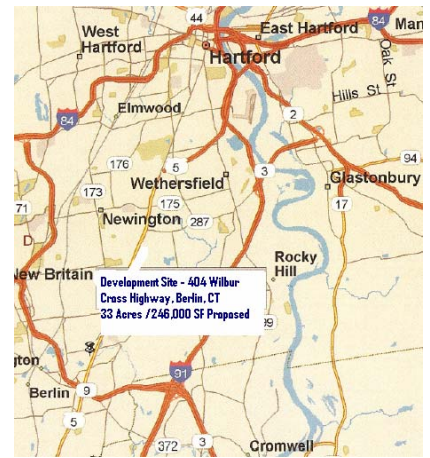 44
84
Man
West
Hartford
East Hartford
Hartford
Oak St
Hills St
Elmwood
84
2
176
5
3
94
Wethersfield
Glastonbury
173
175
17
71
Newington
287
D
New Britain
Rocky
Hill
Development Site - 404 Wilbur
Cross Highway, Berlin, CT
33 Acres /246,000 SF Proposed
99
gton
91
Berlin
9
5
372
3
Cromwell